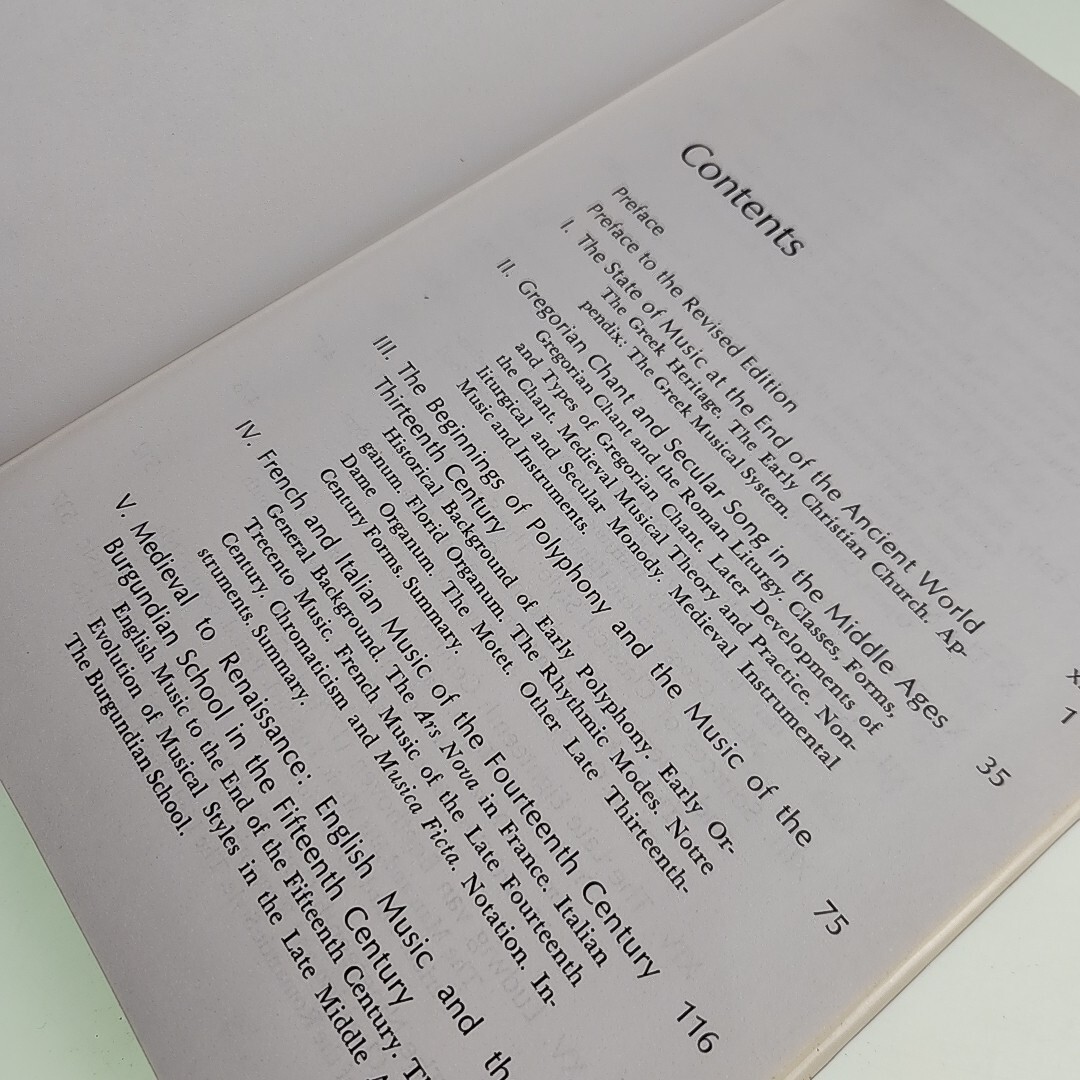 Contents
Preface
Preface to the Revised Edition
I. The State of Music at the End of the Ancient World 1
The Greek Heritage. The Early Christian Church. Ap-
pendix: The Greek Musical System.
II. Gregorian Chant and Secular Song in the Middle Ages 35
Gregorian Chant and the Roman Liturgy. Classes, Forms,
and Types of Gregorian Chant. Later Developments of
the Chant. Medieval Musical Theory and Practice. Non-
liturgical and Secular Monody. Medieval Instrumental
Music and Instruments.
III. The Beginnings of Polyphony and the Music of the
Thirteenth Century 75
Historical Background of Early Polyphony. Early Or-
ganum. Florid Organum. The Rhythmic Modes. Notre
Dame Organum. The Motet. Other Late Thirteenth-
Century Forms. Summary.
IV. French and Italian Music of the Fourteenth Century 116
General Background. The Ars Nova in France. Italian
Trecento Music. French Music of the Late Fourteenth
Century. Chromaticism and Musica Ficta. Notation. In-
struments. Summary.
V. Medieval to Renaissance: English Music and
Burgundian School in the Fifteenth Century
English Music to the End of the Fifteenth Century.
Evolution of Musical Styles in the Late Middle
The Burgundian School.